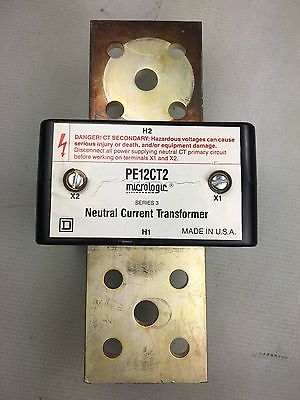 H2
DANGER! CT SECONDARY: Hazardous voltages can cause
serious injury or death, and/or equipment damage.
Disconnect all power supplying neutral CT primary circuit
before working on terminals X1 and X2.
PE12CT2
micrologic®
X2
X1
SERIES 3
Neutral Current Transformer
H1
MADE IN U.S.A.